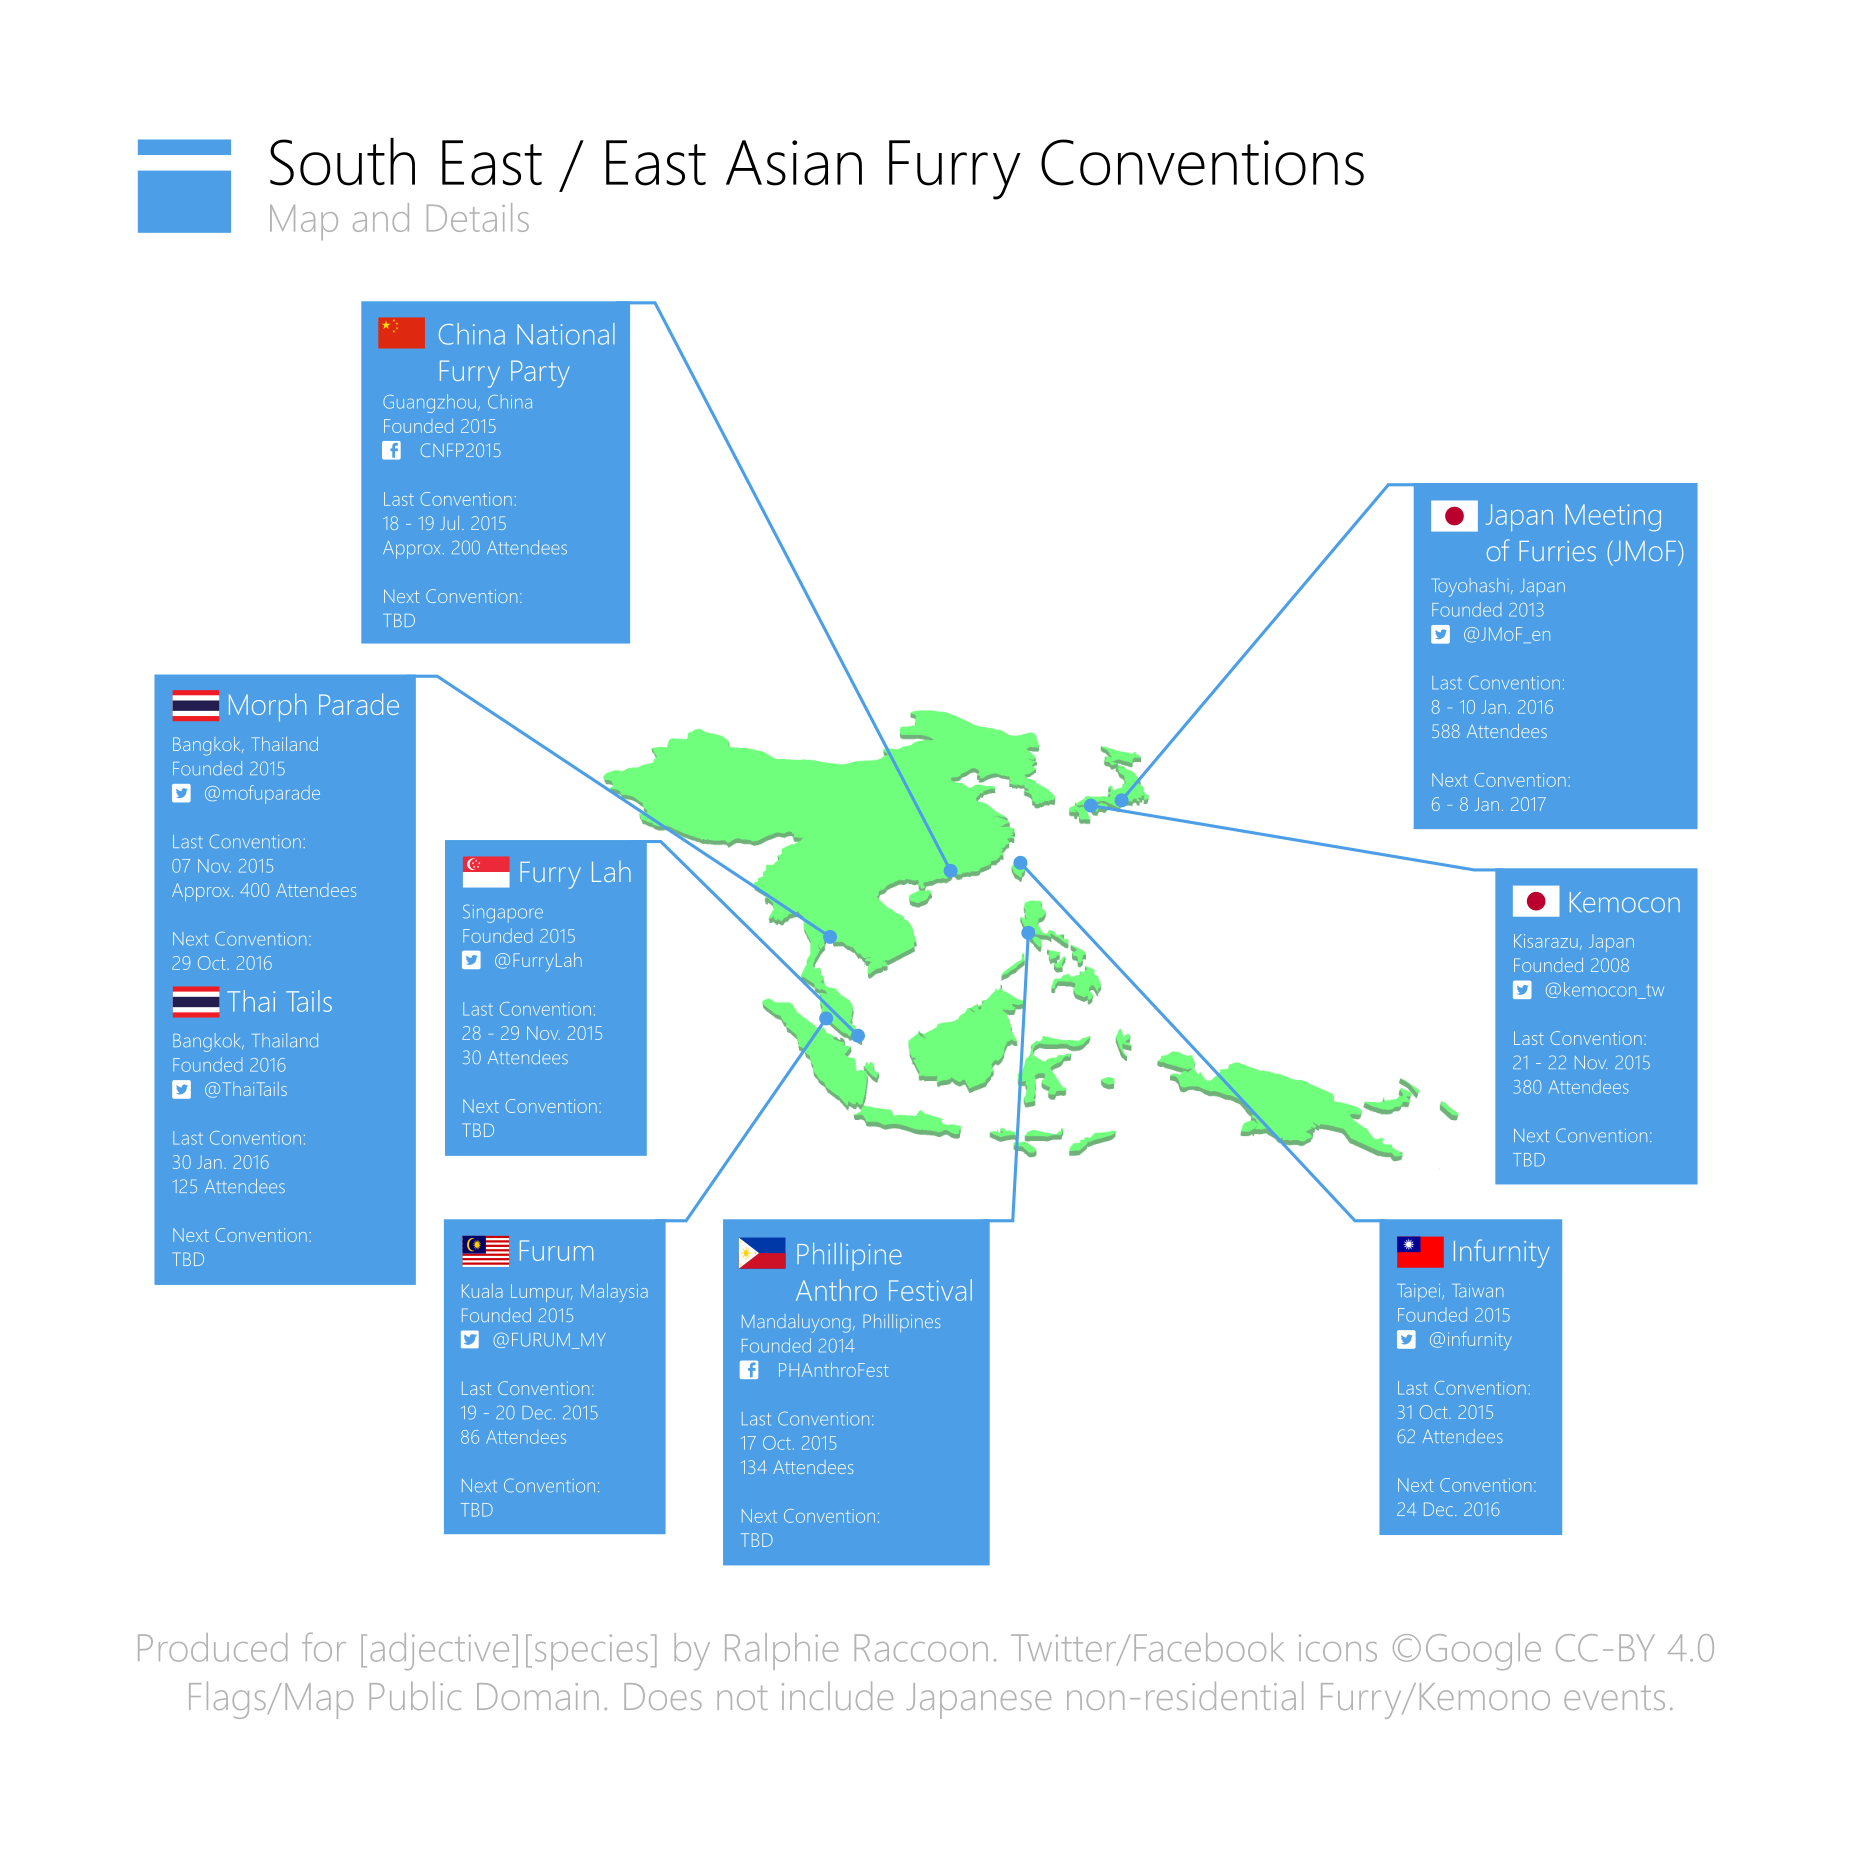 South East / East Asian Furry Conventions
Map and Details
China National
Furry Party
Guangzhou, China
Founded 2015
CNFP2015
Last Convention:
18 - 19 Jul. 2015
Approx. 200 Attendees
Next Convention:
TBD
Japan Meeting
of Furries (JMoF)
Toyohashi, Japan
Founded 2013
@JMoF_en
Last Convention:
8 - 10 Jan. 2016
588 Attendees
Next Convention:
6 - 8 Jan. 2017
Morph Parade
Bangkok, Thailand
Founded 2015
@mofuparade
Last Convention:
07 Nov. 2015
Approx. 400 Attendees
Next Convention:
29 Oct. 2016
Thai Tails
Bangkok, Thailand
Founded 2016
@ThaiTails
Last Convention:
30 Jan. 2016
125 Attendees
Next Convention:
TBD
Furry Lah
Singapore
Founded 2015
@FurryLah
Last Convention:
28 - 29 Nov. 2015
30 Attendees
Next Convention:
TBD
Kemocon
Kisarazu, Japan
Founded 2008
@kemocon_tw
Last Convention:
21 - 22 Nov. 2015
380 Attendees
Next Convention:
TBD
Furum
Kuala Lumpur, Malaysia
Founded 2015
@FURUM_MY
Last Convention:
19 - 20 Dec. 2015
86 Attendees
Next Convention:
TBD
Phillipine
Anthro Festival
Mandaluyong, Phillipines
Founded 2014
PHAnthroFest
Last Convention:
17 Oct. 2015
134 Attendees
Next Convention:
TBD
Infurnity
Taipei, Taiwan
Founded 2015
@infurnity
Last Convention:
31 Oct. 2015
62 Attendees
Next Convention:
24 Dec. 2016
Produced for [adjective][species] by Ralphie Raccoon. Twitter/Facebook icons ©Google CC-BY 4.0
Flags/Map Public Domain. Does not include Japanese non-residential Furry/Kemono events.